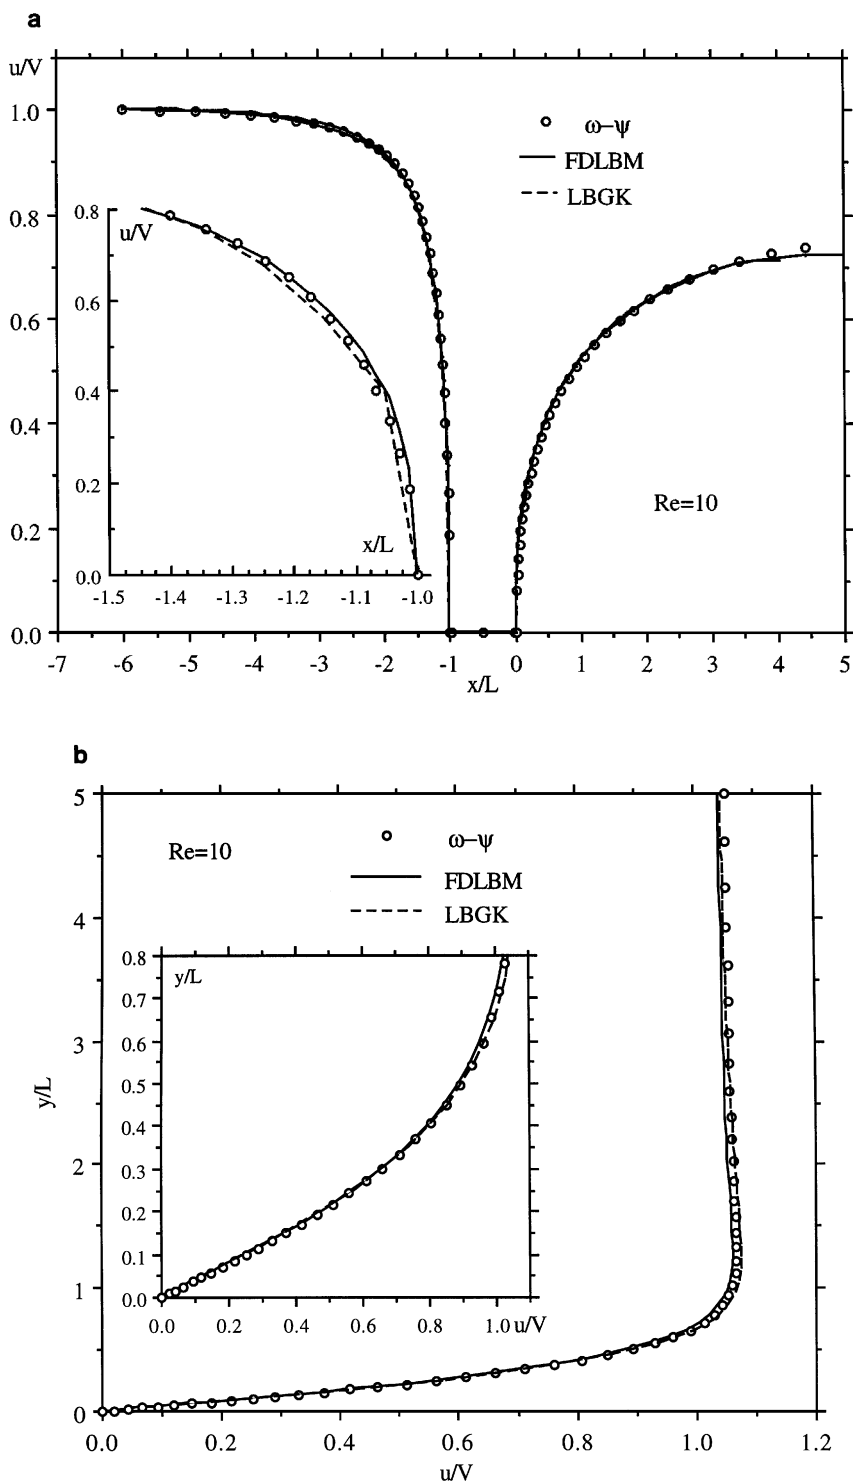 a
u/V
1.0
0.8
0.6
0.4
0.2
0.0
-7 -6 -5 -4 -3 -2 -1 0 1 2 3 4 5
x/L
ω–ψ
FDLBM
LBGK
Re=10
0.8
u/V
0.6
0.4
0.2
0.0
x/L
-1.5 -1.4 -1.3 -1.2 -1.1 -1.0
b
5
4
3
y/L
2
1
0
0.0 0.2 0.4 0.6 0.8 1.0 1.2
u/V
Re=10
ω–ψ
FDLBM
LBGK
0.8
y/L
0.7
0.6
0.5
0.4
0.3
0.2
0.1
0.0
0.0 0.2 0.4 0.6 0.8 1.0 u/V